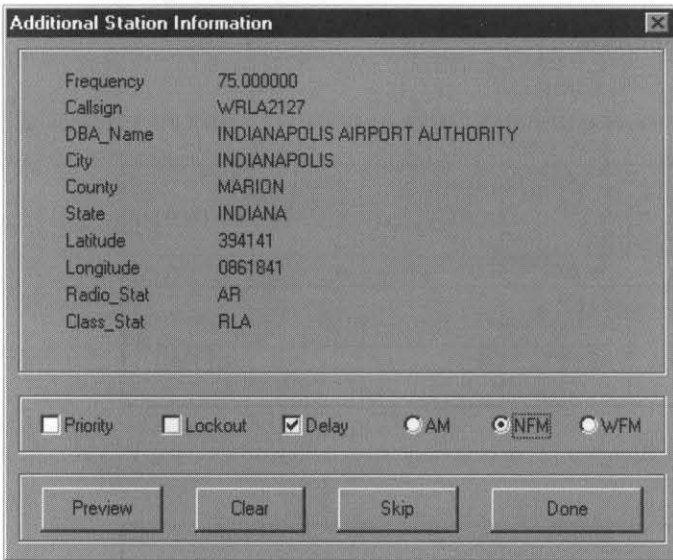 Additional Station Information
Frequency 75.000000
Callsign WRLA2127
DBA_Name INDIANAPOLIS AIRPORT AUTHORITY
City INDIANAPOLIS
County MARION
State INDIANA
Latitude 394141
Longitude 0861841
Radio_Stat AR
Class_Stat RLA
Priority Lockout Delay AM NFM WFM
Preview Clear Skip Done